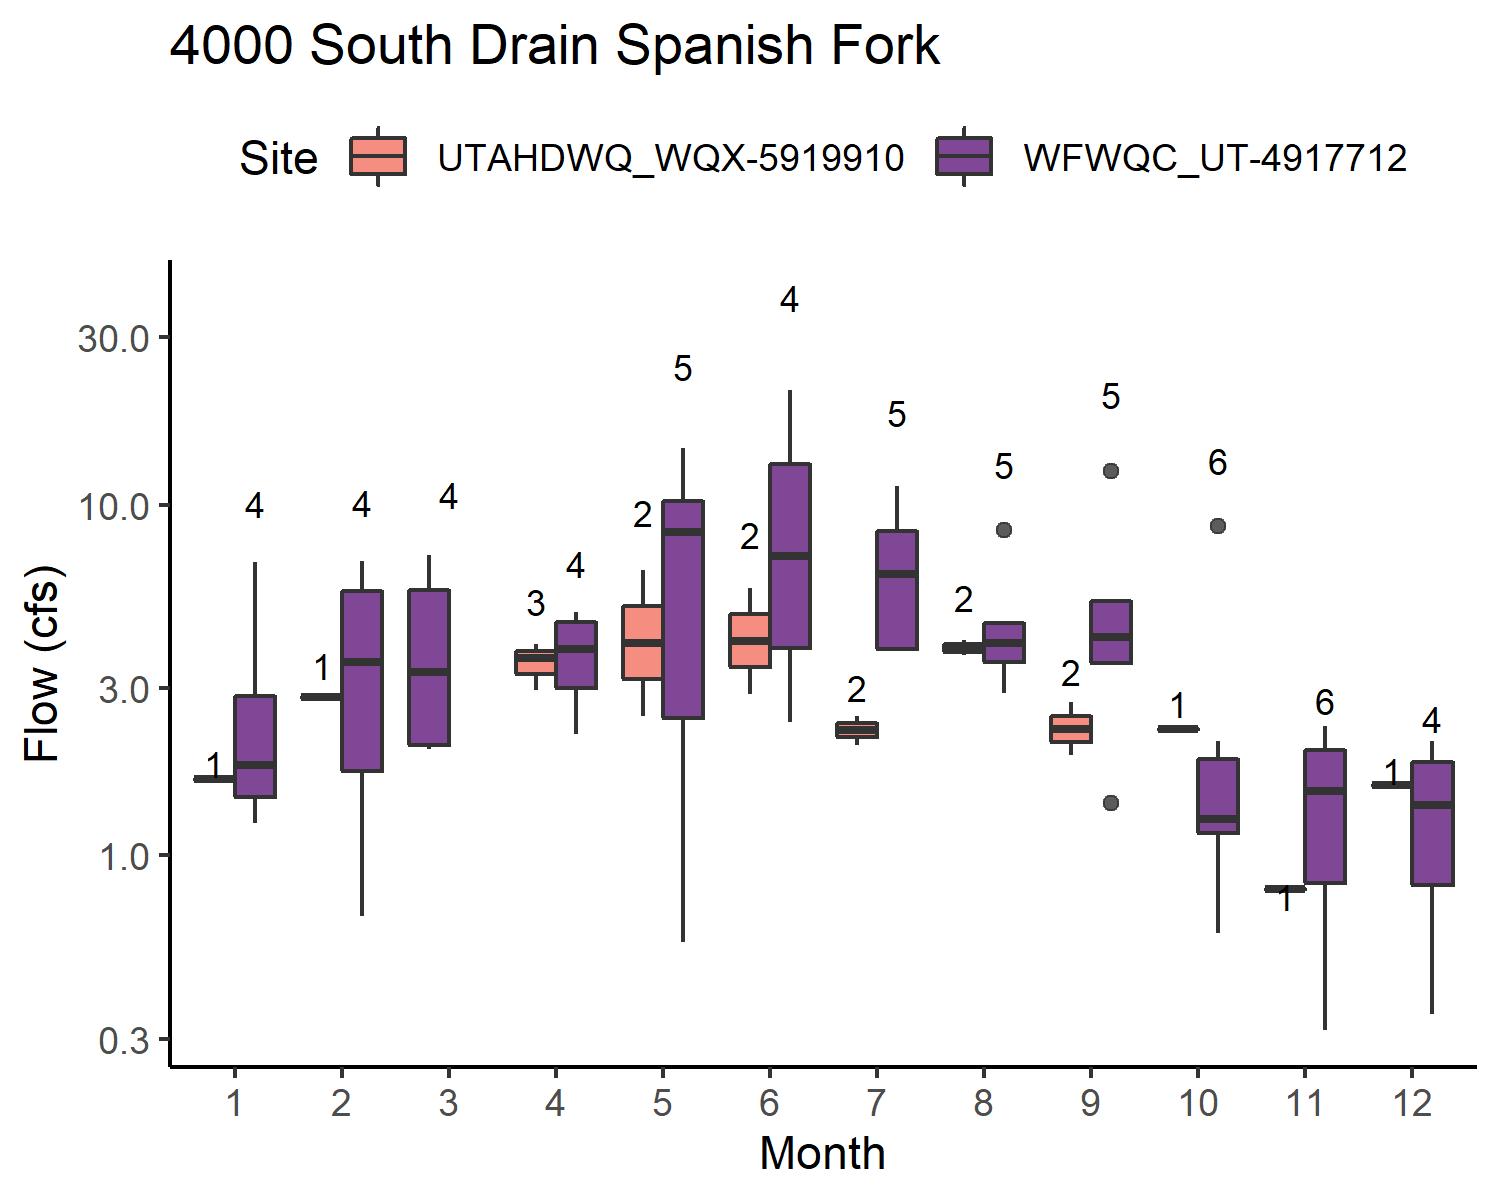 4000 South Drain Spanish Fork
Site UTAHDWQ_WQX-5919910 WFWQC_UT-4917712
Flow (cfs)
30.0
10.0
3.0
1.0
0.3
1 4 1 4 4 3 4 2 5 2 4 2 5 2 5 2 5 1 6 1 6 1 4
1 2 3 4 5 6 7 8 9 10 11 12
Month